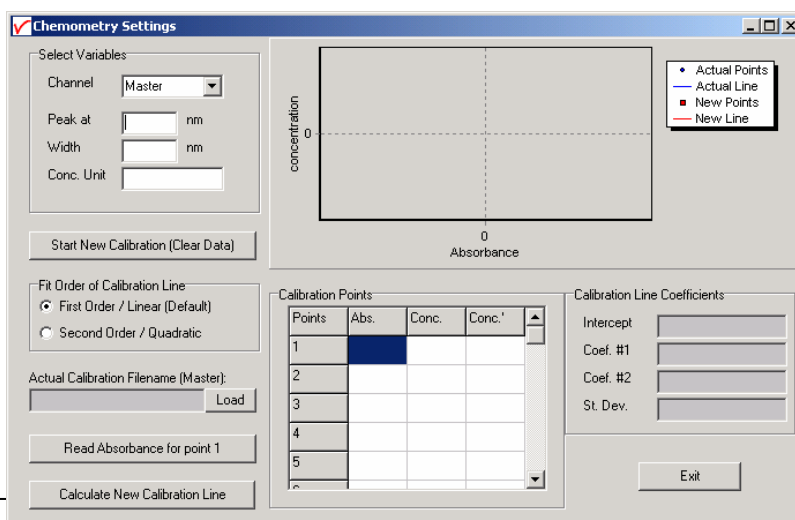 Chemometry Settings
Select Variables
Channel Master
Peak at nm
Width nm
Conc. Unit
Start New Calibration (Clear Data)
Fit Order of Calibration Line
First Order / Linear (Default)
Second Order / Quadratic
Actual Calibration Filename (Master):
Load
Read Absorbance for point 1
Calculate New Calibration Line
concentration
0
0
Absorbance
Actual Points
Actual Line
New Points
New Line
Calibration Points
Points Abs. Conc. Conc.'
1
2
3
4
5
Calibration Line Coefficients
Intercept
Coef. #1
Coef. #2
St. Dev.
Exit